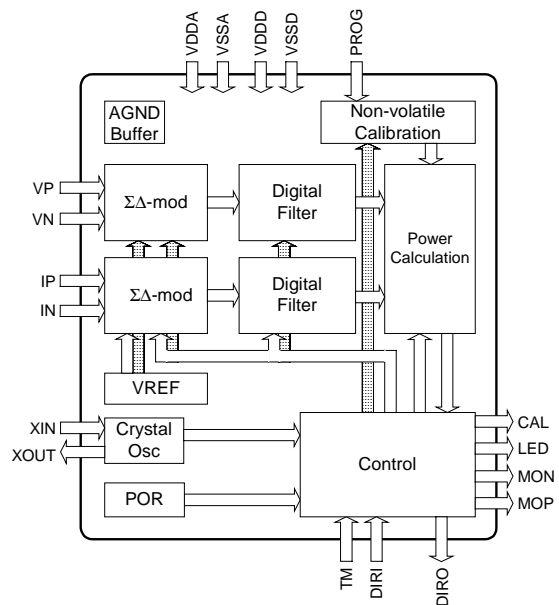 VDDA
VSSA
VDDD
VSSD
PROG
AGND
Buffer
Non-volatile
Calibration
VP
VN
ΣΔ-mod
Digital
Filter
Power
Calculation
IP
IN
ΣΔ-mod
Digital
Filter
VREF
XIN
XOUT
Crystal
Osc
POR
Control
CAL
LED
MON
MOP
TM
DIRI
DIRO